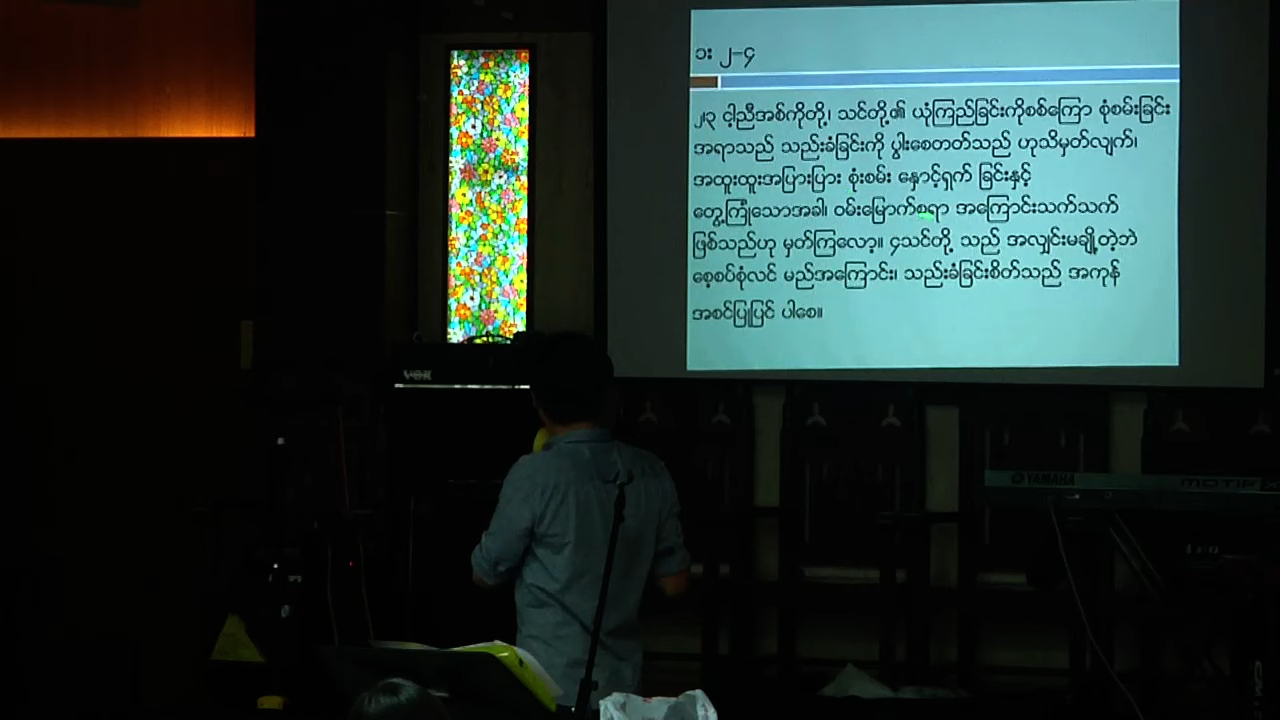 ၁း ၂-၄
၂၃ ငါ့ညီအစ်ကိုတို့၊ သင်တို့၏ ယုံကြည်ခြင်းကိုစစ်ကြော စုံစမ်းခြင်း
အရာသည် သည်းခံခြင်းကို ပွါးစေတတ်သည် ဟုသိမှတ်လျက်၊
အထူးထူးအပြားပြား စုံးစမ်း နှောင့်ရှက် ခြင်းနှင့်
တွေ့ကြုံသောအခါ၊ ဝမ်းမြောက်စရာ အကြောင်းသက်သက်
ဖြစ်သည်ဟု မှတ်ကြလော့။ ၄သင်တို့ သည် အလျှင်းမချို့တဲ့ဘဲ
စေ့စပ်စုံလင် မည်အကြောင်း၊ သည်းခံခြင်းစိတ်သည် အကုန်
အစင်ပြုပြင် ပါစေ။
VOX
YAMAHA
MOTIF